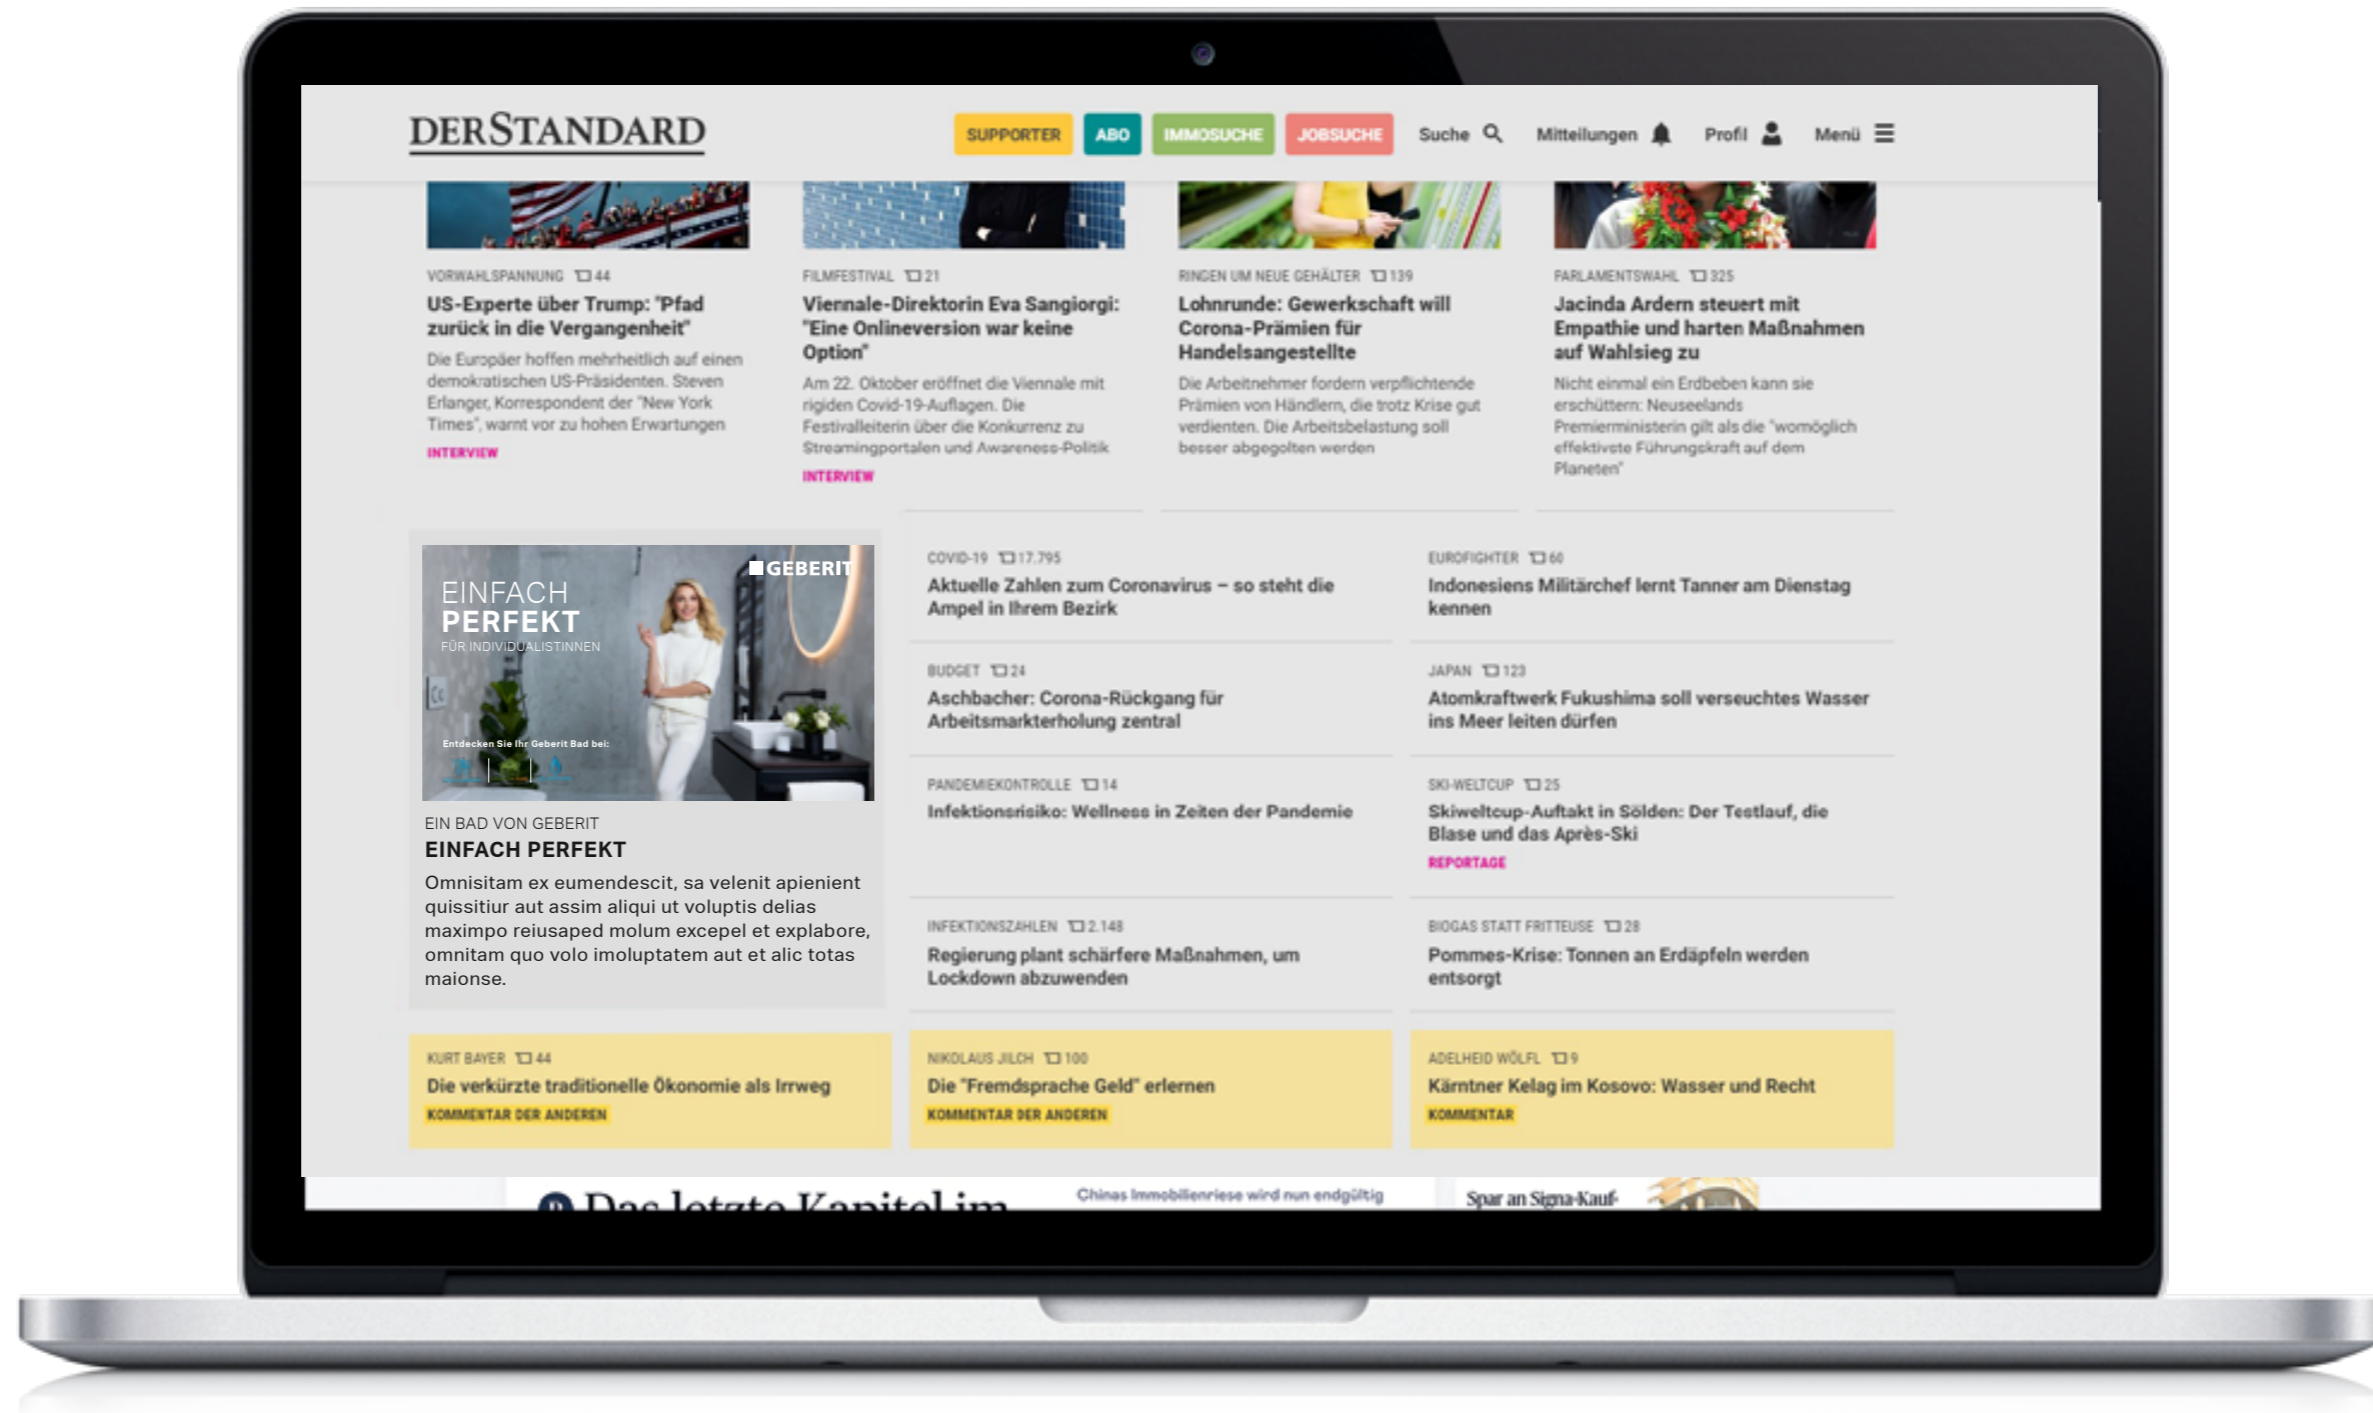 DERSTANDARD
SUPPORTER ABO IMMOSUCHE JOBSUCHE Suche Mitteilungen Profil Menü
VORWAHLSPANNUNG 44
US-Experte über Trump: "Pfad
zurück in die Vergangenheit"
Die Europäer hoffen mehrheitlich auf einen
demokratischen US-Präsidenten. Steven
Erlanger, Korrespondent der "New York
Times", warnt vor zu hohen Erwartungen
INTERVIEW
FILMFESTIVAL 21
Viennale-Direktorin Eva Sangiorgi:
"Eine Onlineversion war keine
Option"
Am 22. Oktober eröffnet die Viennale mit
rigiden Covid-19-Auflagen. Die
Festivalleiterin über die Konkurrenz zu
Streamingportalen und Awareness-Politik
INTERVIEW
RINGEN UM NEUE GEHÄLTER 139
Lohnrunde: Gewerkschaft will
Corona-Prämien für
Handelsangestellte
Die Arbeitnehmer fordern verpflichtende
Prämien von Händlern, die trotz Krise gut
verdienten. Die Arbeitsbelastung soll
besser abgegolten werden
PARLAMENTSWAHL 325
Jacinda Ardern steuert mit
Empathie und harten Maßnahmen
auf Wahlsieg zu
Nicht einmal ein Erdbeben kann sie
erschüttern: Neuseelands
Premierministerin gilt als die "womöglich
effektivste Führungskraft auf dem
Planeten"
GEBERIT
EINFACH
PERFEKT
FÜR INDIVIDUALISTINNEN
Entdecken Sie Ihr Geberit Bad bei:
EIN BAD VON GEBERIT
EINFACH PERFEKT
Omnisitam ex eumendescit, sa velenit apienient
quissitiur aut assim aliqui ut voluptis delias
maximpo reiusaped molum excepel et explabore,
omnitam quo volo imoluptatem aut et alic totas
maionse.
COVID-19 17.795
Aktuelle Zahlen zum Coronavirus – so steht die
Ampel in Ihrem Bezirk
EUROFIGHTER 60
Indonesiens Militärchef lernt Tanner am Dienstag
kennen
BUDGET 24
Aschbacher: Corona-Rückgang für
Arbeitsmarkterholung zentral
JAPAN 123
Atomkraftwerk Fukushima soll verseuchtes Wasser
ins Meer leiten dürfen
PANDEMIEKONTROLLE 14
Infektionsrisiko: Wellness in Zeiten der Pandemie
SKI-WELTCUP 25
Skiweltcup-Auftakt in Sölden: Der Testlauf, die
Blase und das Après-Ski
REPORTAGE
INFEKTIONSZAHLEN 2.148
Regierung plant schärfere Maßnahmen, um
Lockdown abzuwenden
BIOGAS STATT FRITTEUSE 28
Pommes-Krise: Tonnen an Erdäpfeln werden
entsorgt
KURT BAYER 44
Die verkürzte traditionelle Ökonomie als Irrweg
KOMMENTAR DER ANDEREN
NIKOLAUS JILCH 100
Die "Fremdsprache Geld" erlernen
KOMMENTAR DER ANDEREN
ADELHEID WÖLFL 9
Kärntner Kelag im Kosovo: Wasser und Recht
KOMMENTAR
Das letzte Kapitel im
Chinas Immobilienriese wird nun endgültig
Spar an Signa-Kauf-